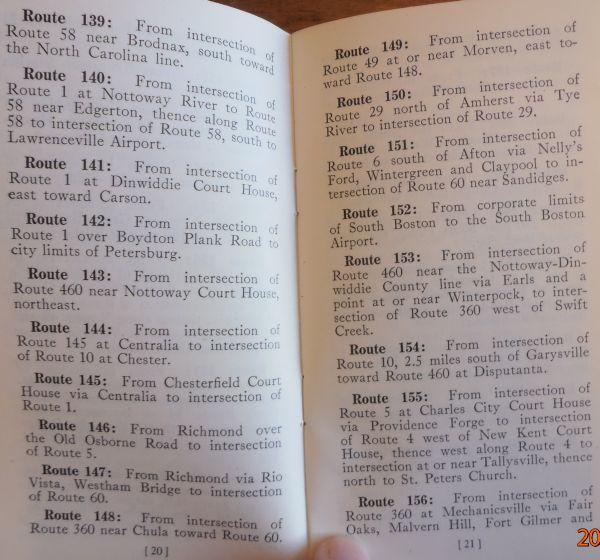 Route 139: From intersection of
Route 58 near Brodnax, south toward
the North Carolina line.
Route 140: From intersection of
Route 1 at Nottoway River to Route
58 near Edgerton, thence along Route
58 to intersection of Route 58, south to
Lawrenceville Airport.
Route 141: From intersection of
Route 1 at Dinwiddie Court House,
east toward Carson.
Route 142: From intersection of
Route 1 over Boydton Plank Road to
city limits of Petersburg.
Route 143: From intersection of
Route 460 near Nottoway Court House,
northeast.
Route 144: From intersection of
Route 145 at Centralia to intersection
of Route 10 at Chester.
Route 145: From Chesterfield Court
House via Centralia to intersection of
Route 1.
Route 146: From Richmond over
the Old Osborne Road to intersection
of Route 5.
Route 147: From Richmond via Rio
Vista, Westham Bridge to intersection
of Route 60.
Route 148: From intersection of
Route 360 near Chula toward Route 60.
[20]
Route 149: From intersection of
Route 49 at or near Morven, east to-
ward Route 148.
Route 150: From intersection of
Route 29 north of Amherst via Tye
River to intersection of Route 29.
Route 151: From intersection of
Route 6 south of Afton via Nelly's
Ford, Wintergreen and Claypool to in-
tersection of Route 60 near Sandidges.
Route 152: From corporate limits
of South Boston to the South Boston
Airport.
Route 153: From intersection of
Route 460 near the Nottoway-Din-
widdie County line via Earls and a
point at or near Winterpock, to inter-
section of Route 360 west of Swift
Creek.
Route 154: From intersection of
Route 10, 2.5 miles south of Garysville
toward Route 460 at Disputanta.
Route 155: From intersection of
Route 5 at Charles City Court House
via Providence Forge to intersection
of Route 4 west of New Kent Court
House, thence west along Route 4 to
intersection at or near Tallysville, thence
north to St. Peters Church.
Route 156: From intersection of
Route 360 at Mechanicsville via Fair
Oaks, Malvern Hill, Fort Gilmer and
[21]
20